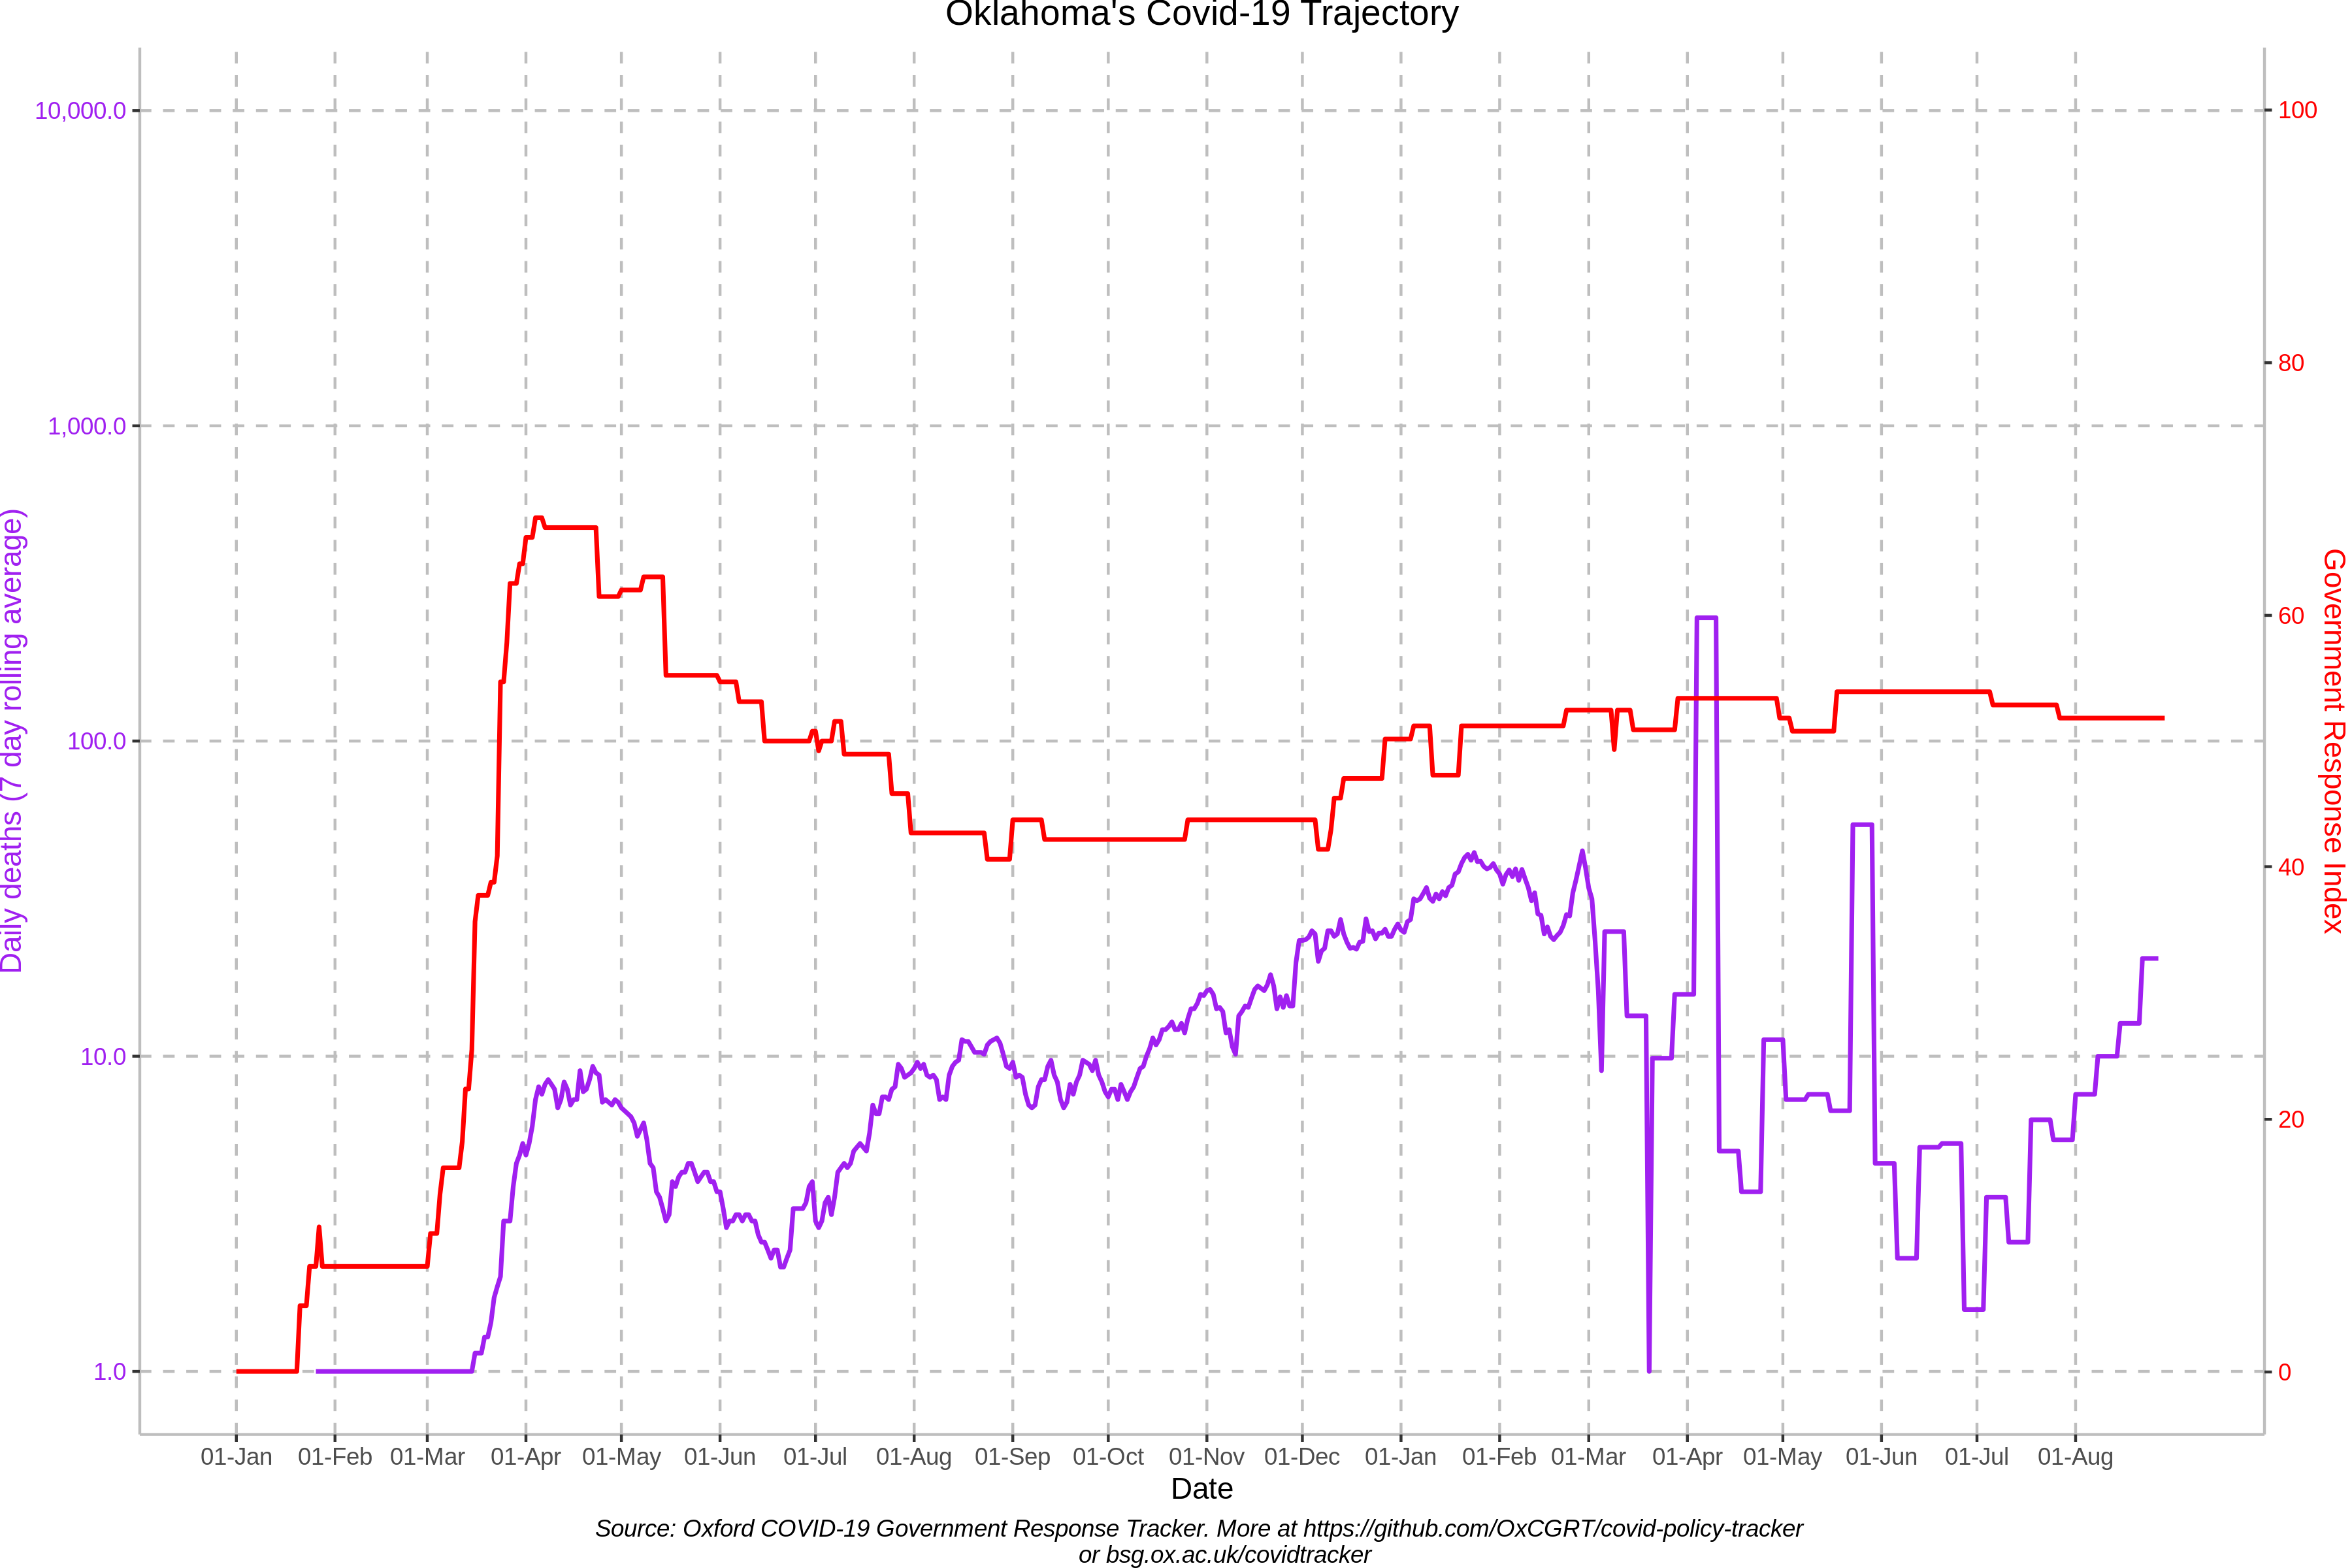 Oklahoma's Covid-19 Trajectory
10,000.0
1,000.0
100.0
10.0
1.0
Daily deaths (7 day rolling average)
100
80
60
40
20
0
Government Response Index
01-Jan 01-Feb 01-Mar 01-Apr 01-May 01-Jun 01-Jul 01-Aug 01-Sep 01-Oct 01-Nov 01-Dec 01-Jan 01-Feb 01-Mar 01-Apr 01-May 01-Jun 01-Jul 01-Aug
Date
Source: Oxford COVID-19 Government Response Tracker. More at https://github.com/OxCGRT/covid-policy-tracker
or bsg.ox.ac.uk/covidtracker